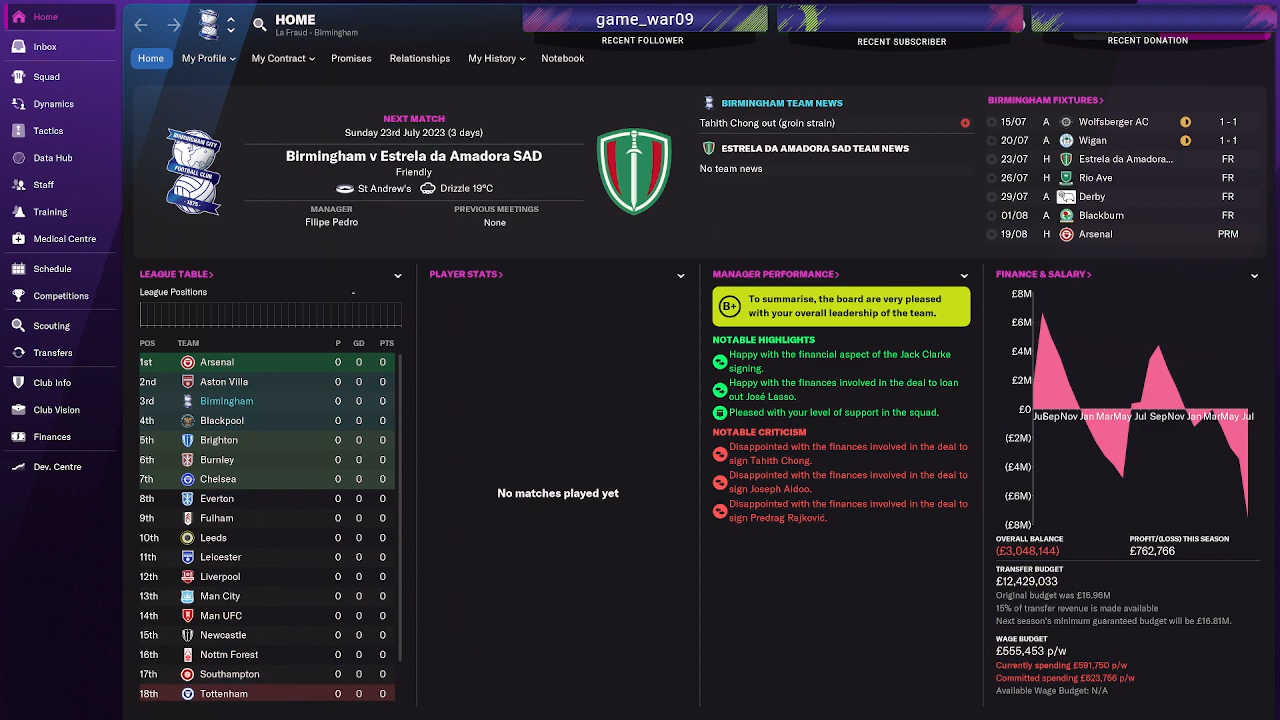 Home
Inbox
Squad
Dynamics
Tactics
Data Hub
Staff
Training
Medical Centre
Schedule
Competitions
Scouting
Transfers
Club Info
Club Vision
Finances
Dev. Centre
HOME
La Fraud - Birmingham
game_war09
RECENT FOLLOWER
RECENT SUBSCRIBER
RECENT DONATION
Home
My Profile
My Contract
Promises
Relationships
My History
Notebook
NEXT MATCH
Sunday 23rd July 2023 (3 days)
Birmingham v Estrela da Amadora SAD
Friendly
St Andrew's
Drizzle 19°C
MANAGER
Filipe Pedro
PREVIOUS MEETINGS
None
BIRMINGHAM CITY
FOOTBALL CLUB
1875
BIRMINGHAM TEAM NEWS
Tahith Chong out (groin strain)
ESTRELA DA AMADORA SAD TEAM NEWS
No team news
BIRMINGHAM FIXTURES >
15/07 A Wolfsberger AC 1 - 1
20/07 A Wigan 1 - 1
23/07 H Estrela da Amadora... FR
26/07 H Rio Ave FR
29/07 A Derby FR
01/08 A Blackburn FR
19/08 H Arsenal PRM
LEAGUE TABLE >
League Positions -
POS TEAM P GD PTS
1st Arsenal 0 0 0
2nd Aston Villa 0 0 0
3rd Birmingham 0 0 0
4th Blackpool 0 0 0
5th Brighton 0 0 0
6th Burnley 0 0 0
7th Chelsea 0 0 0
8th Everton 0 0 0
9th Fulham 0 0 0
10th Leeds 0 0 0
11th Leicester 0 0 0
12th Liverpool 0 0 0
13th Man City 0 0 0
14th Man UFC 0 0 0
15th Newcastle 0 0 0
16th Nottm Forest 0 0 0
17th Southampton 0 0 0
18th Tottenham 0 0 0
PLAYER STATS >
No matches played yet
MANAGER PERFORMANCE >
B+
To summarise, the board are very pleased
with your overall leadership of the team.
NOTABLE HIGHLIGHTS
Happy with the financial aspect of the Jack Clarke
signing.
Happy with the finances involved in the deal to loan
out José Lasso.
Pleased with your level of support in the squad.
NOTABLE CRITICISM
Disappointed with the finances involved in the deal to
sign Tahith Chong.
Disappointed with the finances involved in the deal to
sign Joseph Aidoo.
Disappointed with the finances involved in the deal to
sign Predrag Rajković.
FINANCE & SALARY >
£8M
£6M
£4M
£2M
£0
(£2M)
(£4M)
(£6M)
(£8M)
Jul Sep Nov Jan Mar May Jul Sep Nov Jan Mar May Jul
OVERALL BALANCE
(£3,048,144)
PROFIT/(LOSS) THIS SEASON
£762,766
TRANSFER BUDGET
£12,429,033
Original budget was £16.96M
15% of transfer revenue is made available
Next season's minimum guaranteed budget will be £16.81M.
WAGE BUDGET
£555,453 p/w
Currently spending £591,750 p/w
Committed spending £623,756 p/w
Available Wage Budget: N/A